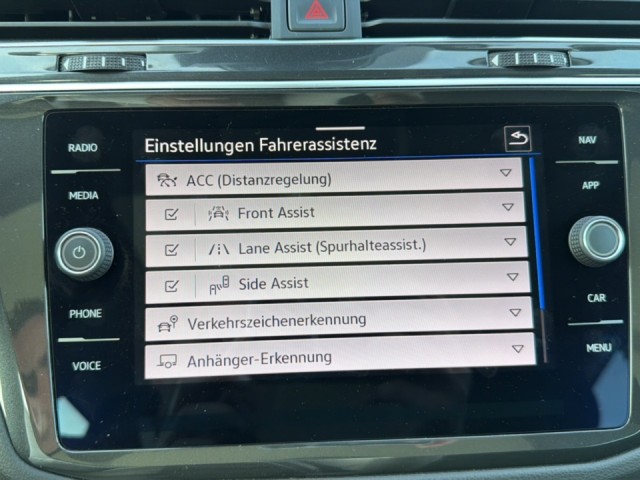 Einstellungen Fahrerassistenz
RADIO
MEDIA
PHONE
VOICE
ACC (Distanzregelung)
Front Assist
Lane Assist (Spurhalteassist.)
Side Assist
Verkehrszeichenerkennung
Anhänger-Erkennung
NAV
APP
CAR
MENU